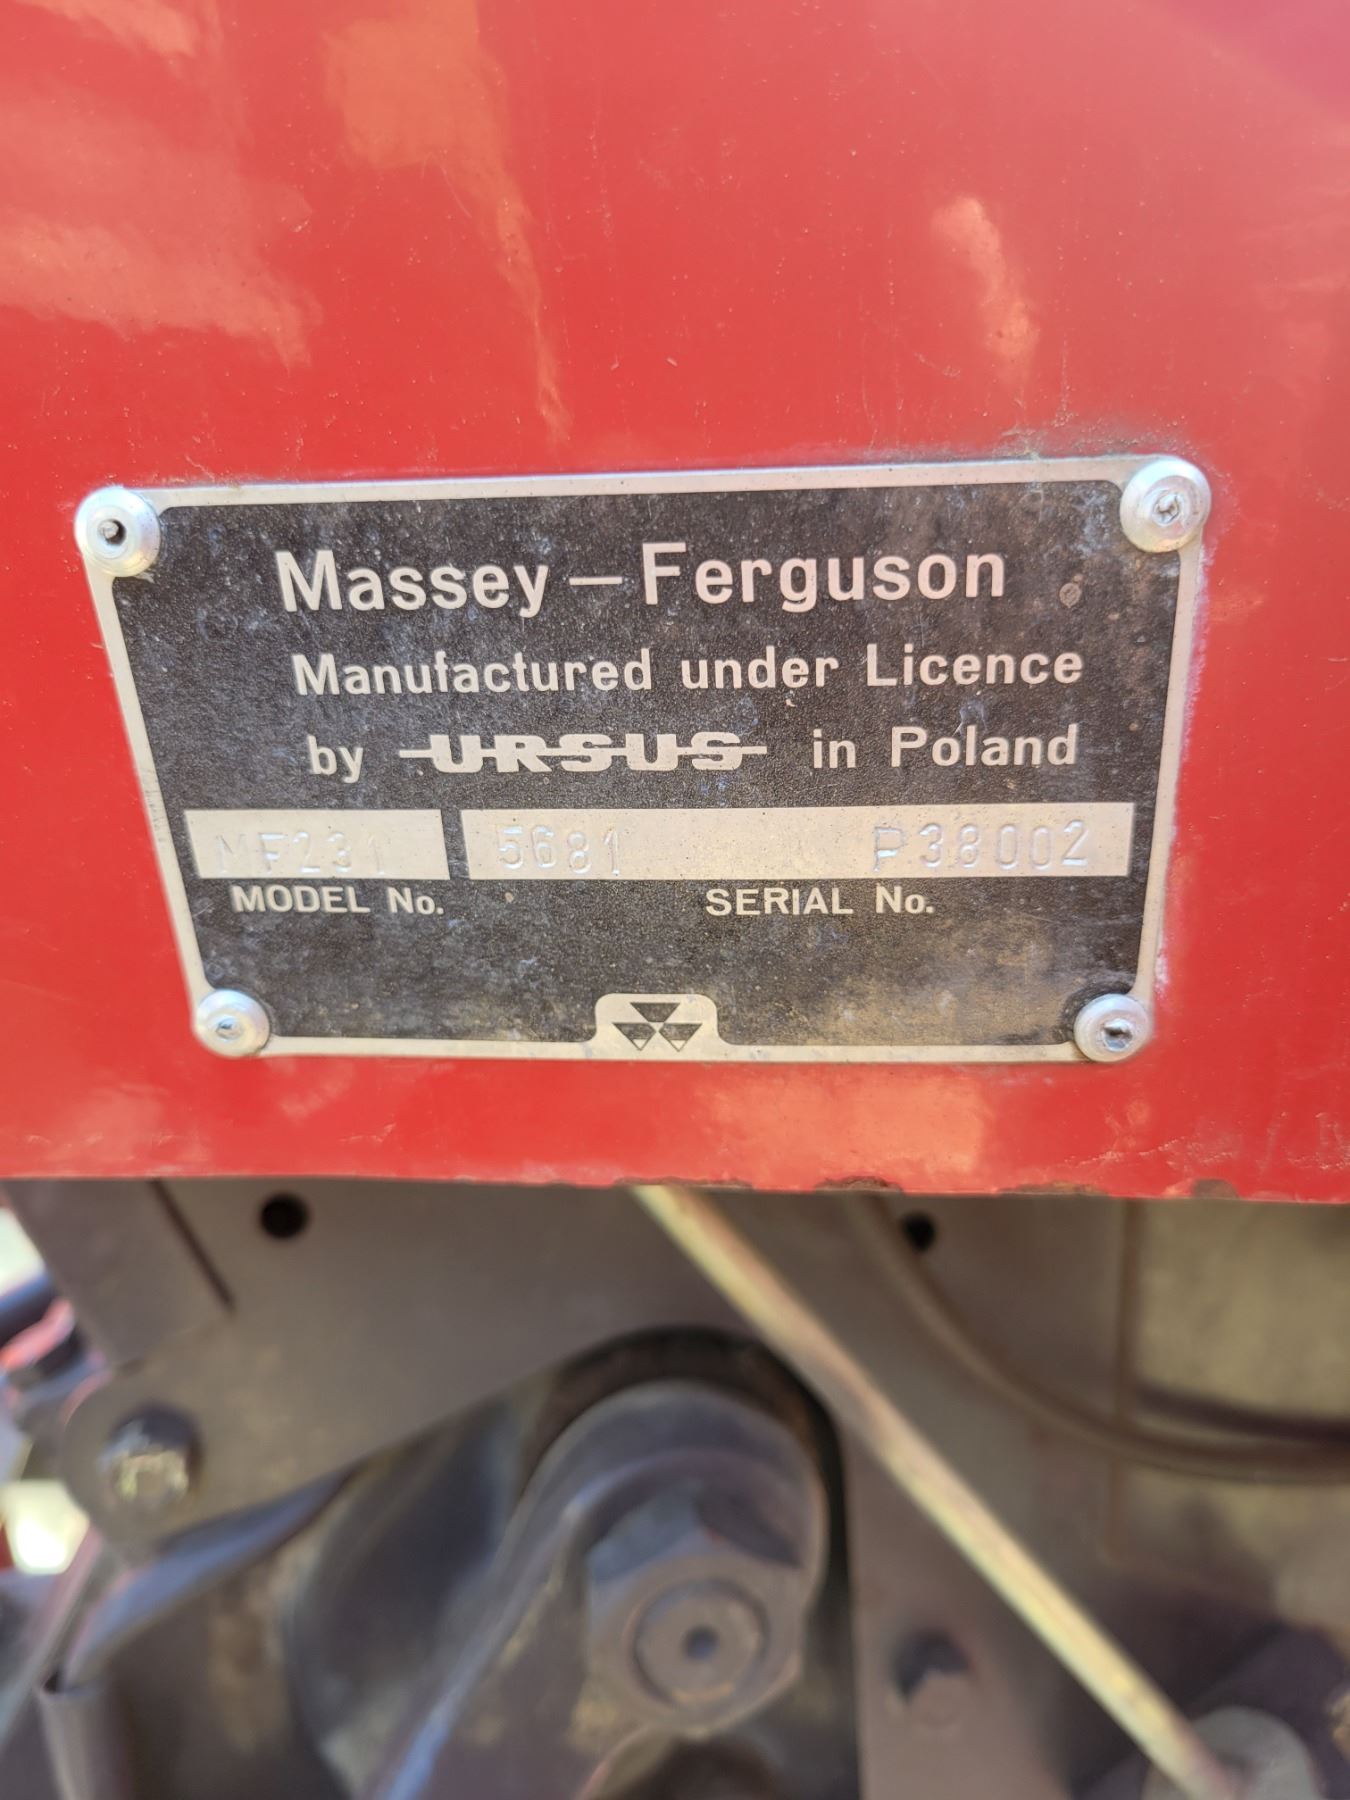 Massey – Ferguson
Manufactured under Licence
by URSUS in Poland
MF231 5681 P38002
MODEL No. SERIAL No.